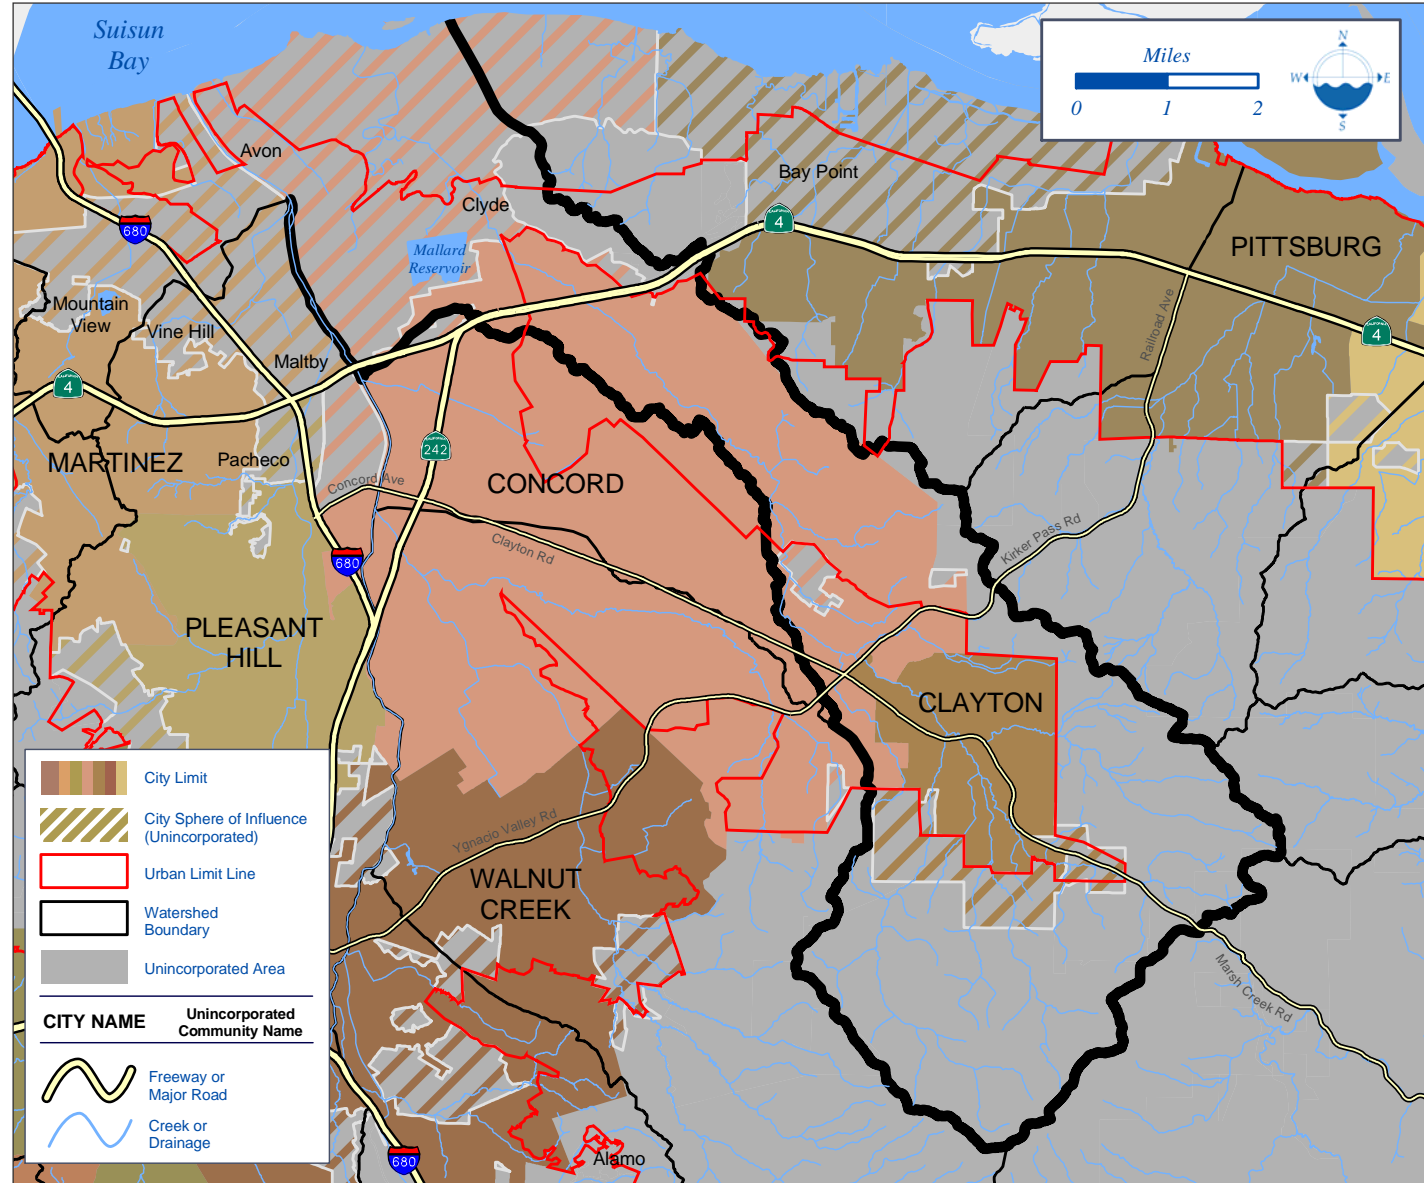 Suisun
Bay
Miles
0 1 2
N
W E
S
Avon
Bay Point
Clyde
4
680
PITTSBURG
Mallard
Reservoir
Mountain
View
Vine Hill
Railroad Ave
4
Maltby
4
242
MARTINEZ
Pacheco
Concord Ave
CONCORD
Clayton Rd
Kirker Pass Rd
680
PLEASANT
HILL
CLAYTON
Ygnacio Valley Rd
WALNUT
CREEK
Marsh Creek Rd
680
Alamo
City Limit
City Sphere of Influence
(Unincorporated)
Urban Limit Line
Watershed
Boundary
Unincorporated Area
CITY NAME Unincorporated
Community Name
Freeway or
Major Road
Creek or
Drainage